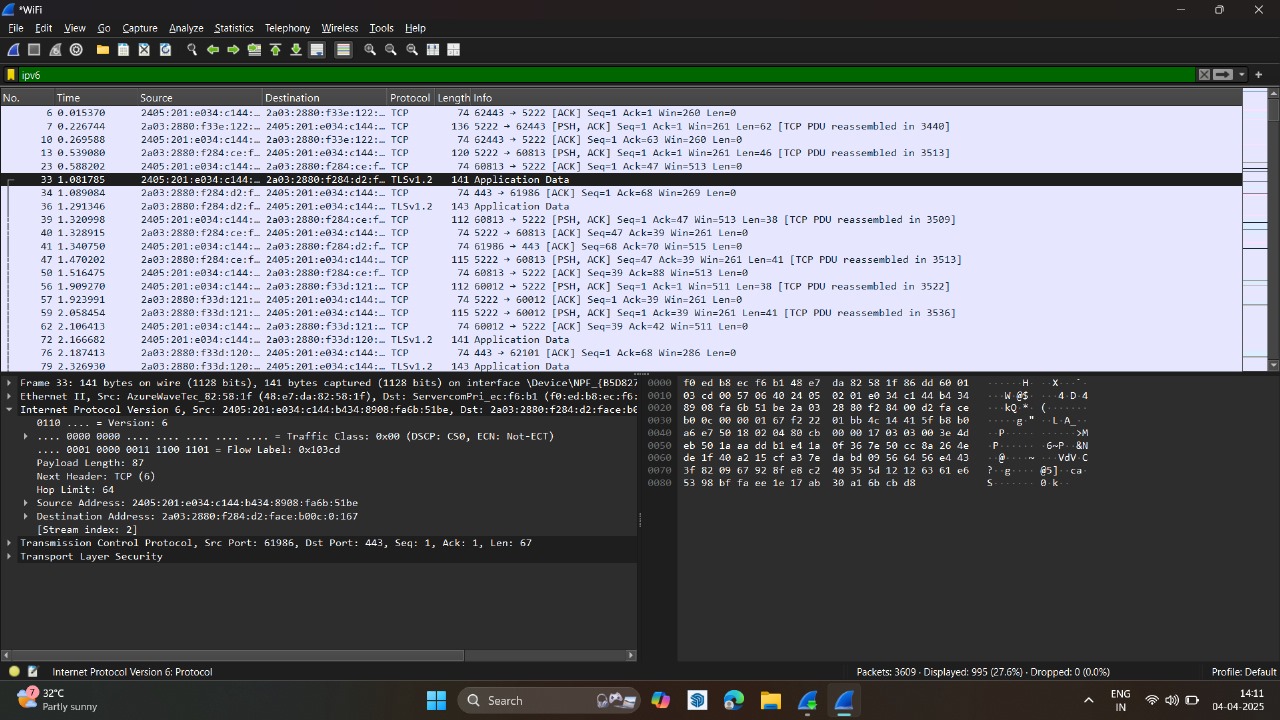 *WiFi
File Edit View Go Capture Analyze Statistics Telephony Wireless Tools Help
ipv6
No. Time Source Destination Protocol Length Info
6 0.015370 2405:201:e034:c144:… 2a03:2880:f33e:122:… TCP 74 62443 → 5222 [ACK] Seq=1 Ack=1 Win=260 Len=0
7 0.226744 2a03:2880:f33e:122:… 2405:201:e034:c144:… TCP 136 5222 → 62443 [PSH, ACK] Seq=1 Ack=1 Win=261 Len=62 [TCP PDU reassembled in 3440]
10 0.269588 2405:201:e034:c144:… 2a03:2880:f33e:122:… TCP 74 62443 → 5222 [ACK] Seq=1 Ack=63 Win=260 Len=0
13 0.539080 2a03:2880:f284:ce:f… 2405:201:e034:c144:… TCP 120 5222 → 60813 [PSH, ACK] Seq=1 Ack=1 Win=261 Len=46 [TCP PDU reassembled in 3513]
23 0.588202 2405:201:e034:c144:… 2a03:2880:f284:ce:f… TCP 74 60813 → 5222 [ACK] Seq=1 Ack=47 Win=513 Len=0
33 1.081785 2405:201:e034:c144:… 2a03:2880:f284:d2:f… TLSv1.2 141 Application Data
34 1.089084 2a03:2880:f284:d2:f… 2405:201:e034:c144:… TCP 74 443 → 61986 [ACK] Seq=1 Ack=68 Win=269 Len=0
36 1.291346 2a03:2880:f284:d2:f… 2405:201:e034:c144:… TLSv1.2 143 Application Data
39 1.320998 2405:201:e034:c144:… 2a03:2880:f284:ce:f… TCP 112 60813 → 5222 [PSH, ACK] Seq=1 Ack=47 Win=513 Len=38 [TCP PDU reassembled in 3509]
40 1.328915 2a03:2880:f284:ce:f… 2405:201:e034:c144:… TCP 74 5222 → 60813 [ACK] Seq=47 Ack=39 Win=261 Len=0
41 1.340750 2405:201:e034:c144:… 2a03:2880:f284:d2:f… TCP 74 61986 → 443 [ACK] Seq=68 Ack=70 Win=515 Len=0
47 1.470202 2a03:2880:f284:ce:f… 2405:201:e034:c144:… TCP 115 5222 → 60813 [PSH, ACK] Seq=47 Ack=39 Win=261 Len=41 [TCP PDU reassembled in 3513]
50 1.516475 2405:201:e034:c144:… 2a03:2880:f284:ce:f… TCP 74 60813 → 5222 [ACK] Seq=39 Ack=88 Win=513 Len=0
56 1.909270 2405:201:e034:c144:… 2a03:2880:f33d:121:… TCP 112 60012 → 5222 [PSH, ACK] Seq=1 Ack=1 Win=511 Len=38 [TCP PDU reassembled in 3522]
57 1.923991 2a03:2880:f33d:121:… 2405:201:e034:c144:… TCP 74 5222 → 60012 [ACK] Seq=1 Ack=39 Win=261 Len=0
59 2.058454 2a03:2880:f33d:121:… 2405:201:e034:c144:… TCP 115 5222 → 60012 [PSH, ACK] Seq=1 Ack=39 Win=261 Len=41 [TCP PDU reassembled in 3536]
62 2.106413 2405:201:e034:c144:… 2a03:2880:f33d:121:… TCP 74 60012 → 5222 [ACK] Seq=39 Ack=42 Win=511 Len=0
72 2.166682 2405:201:e034:c144:… 2a03:2880:f33d:120:… TLSv1.2 141 Application Data
76 2.187413 2a03:2880:f33d:120:… 2405:201:e034:c144:… TCP 74 443 → 62101 [ACK] Seq=1 Ack=68 Win=286 Len=0
79 2.326930 2a03:2880:f33d:120:… 2405:201:e034:c144:… TLSv1.2 143 Application Data
Frame 33: 141 bytes on wire (1128 bits), 141 bytes captured (1128 bits) on interface \Device\NPF_{B5D827
Ethernet II, Src: AzureWaveTec_82:58:1f (48:e7:da:82:58:1f), Dst: ServercomPri_ec:f6:b1 (f0:ed:b8:ec:f6:
Internet Protocol Version 6, Src: 2405:201:e034:c144:b434:8908:fa6b:51be, Dst: 2a03:2880:f284:d2:face:b0
0110 .... = Version: 6
.... 0000 0000 .... .... .... .... .... = Traffic Class: 0x00 (DSCP: CS0, ECN: Not-ECT)
.... 0001 0000 0011 1100 1101 = Flow Label: 0x103cd
Payload Length: 87
Next Header: TCP (6)
Hop Limit: 64
Source Address: 2405:201:e034:c144:b434:8908:fa6b:51be
Destination Address: 2a03:2880:f284:d2:face:b00c:0:167
[Stream index: 2]
Transmission Control Protocol, Src Port: 61986, Dst Port: 443, Seq: 1, Ack: 1, Len: 67
Transport Layer Security
0000 f0 ed b8 ec f6 b1 48 e7 da 82 58 1f 86 dd 60 01 ······H· ··X···`·
0010 03 cd 00 57 06 40 24 05 02 01 e0 34 c1 44 b4 34 ···W·@$· ···4·D·4
0020 89 08 fa 6b 51 be 2a 03 28 80 f2 84 00 d2 fa ce ···kQ·*· (·······
0030 b0 0c 00 00 01 67 f2 22 01 bb 4c 14 41 5f b8 b0 ·····g·" ··L·A_··
0040 a6 e7 50 18 02 04 80 cb 00 00 17 03 03 00 3e 4d ··P····· ······>M
0050 eb 50 1a aa dd b1 e4 1a 0f 36 7e 50 cc 8a 26 4e ·P······ ·6~P··&N
0060 de 1f 40 a2 15 cf a3 7e da bd 09 56 64 56 e4 43 ··@····~ ···VdV·C
0070 3f 82 09 67 92 8f e8 c2 40 35 5d 12 12 63 61 e6 ?··g···· @5]··ca·
0080 53 98 bf fa ee 1e 17 ab 30 a1 6b cb d8 S······· 0·k··
Internet Protocol Version 6: Protocol
Packets: 3609 · Displayed: 995 (27.6%) · Dropped: 0 (0.0%)
Profile: Default
7
32°C
Partly sunny
Search
ENG
IN
14:11
04-04-2025